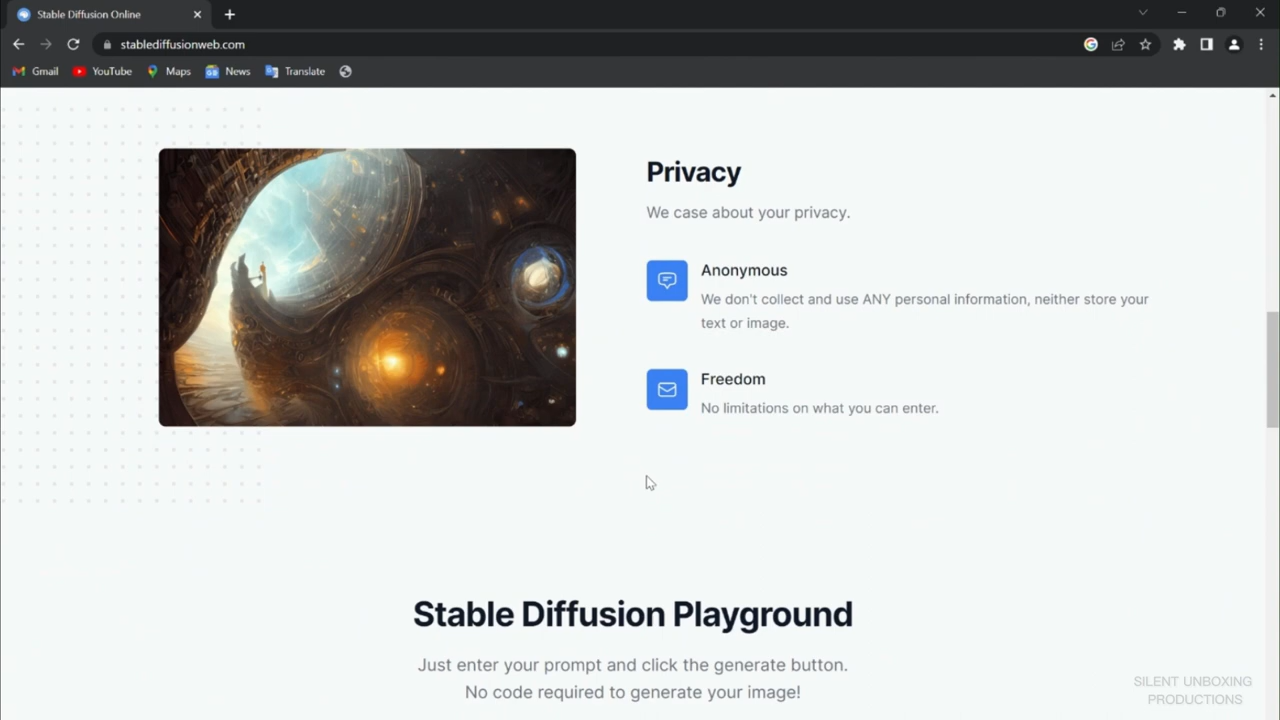 Stable Diffusion Online
stablediffusionweb.com
Gmail YouTube Maps News Translate
Privacy
We case about your privacy.
Anonymous
We don't collect and use ANY personal information, neither store your
text or image.
Freedom
No limitations on what you can enter.
Stable Diffusion Playground
Just enter your prompt and click the generate button.
No code required to generate your image!
SILENT UNBOXING
PRODUCTIONS